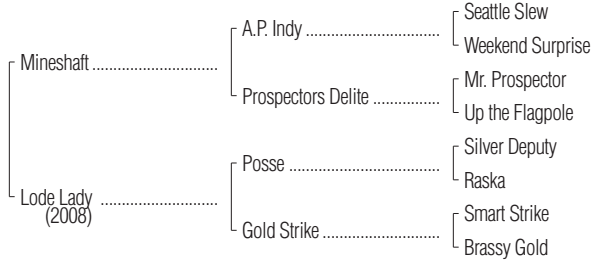 Seattle Slew
A.P. Indy ..............................
Weekend Surprise
Mineshaft ............................
Mr. Prospector
Prospectors Delite ...............
Up the Flagpole
Silver Deputy
Posse ..................................
Raska
Lode Lady ..........................
(2008)
Smart Strike
Gold Strike ..........................
Brassy Gold